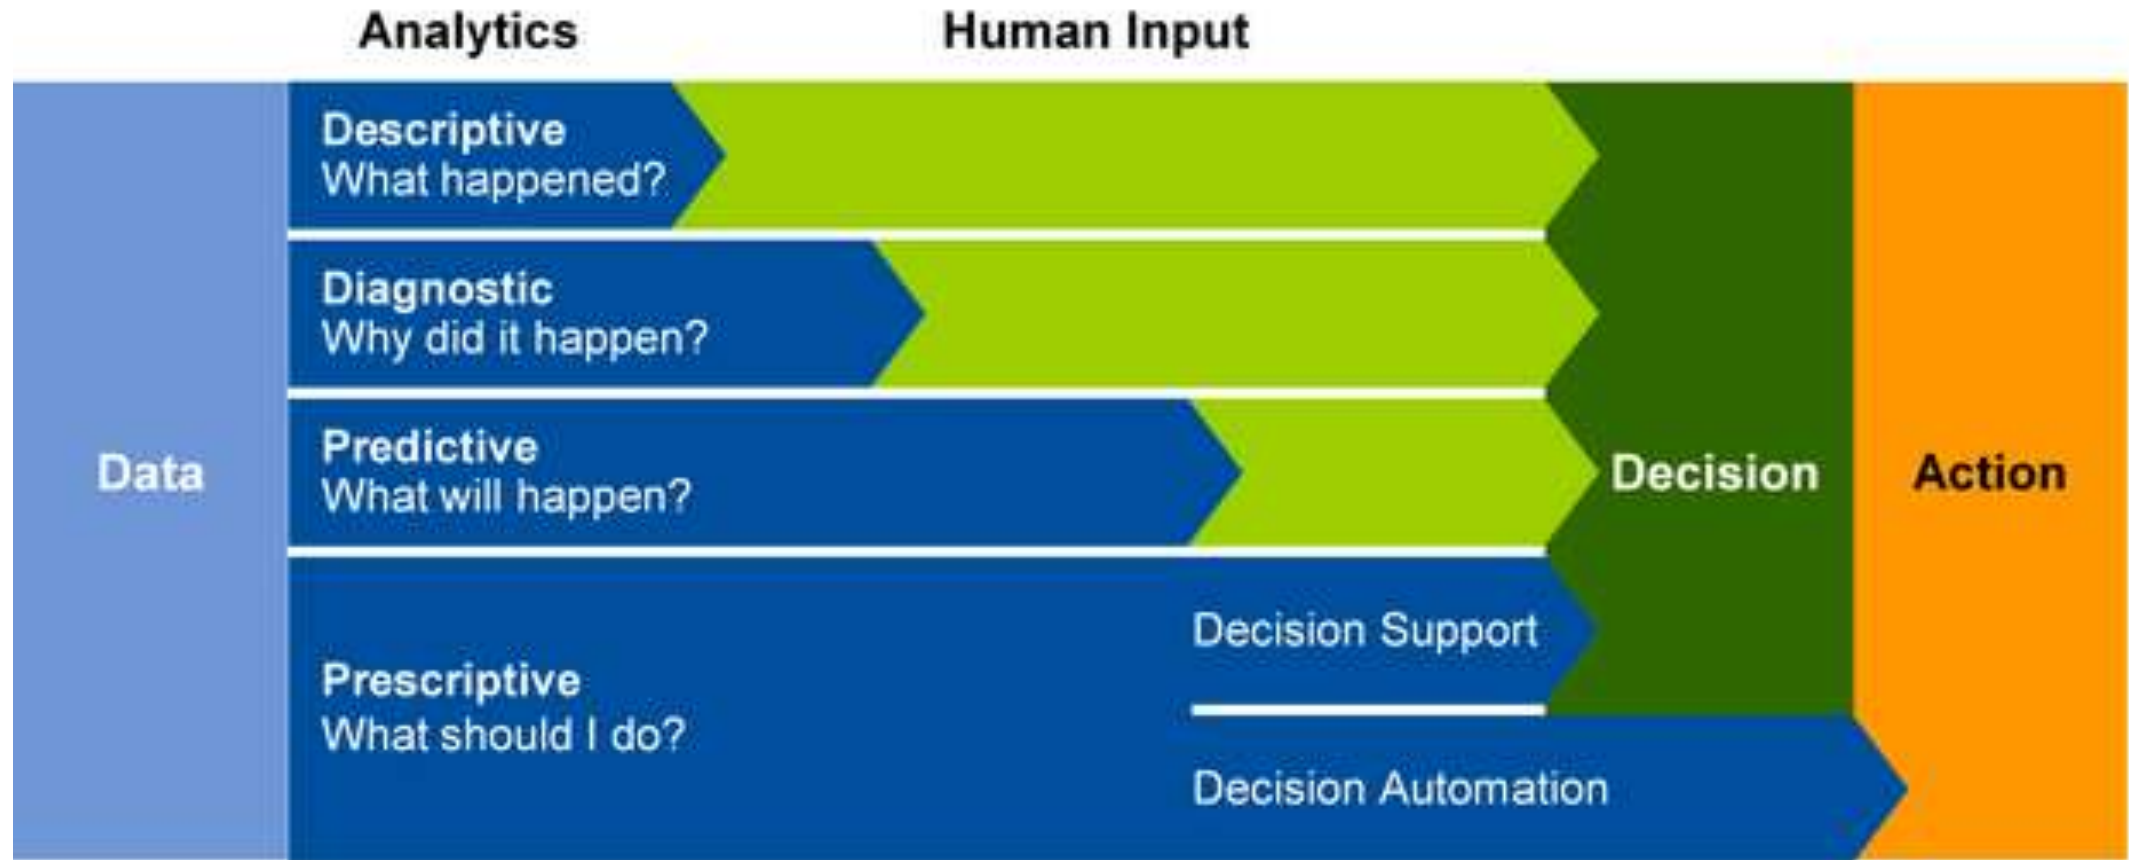 Analytics
Human Input
Descriptive
What happened?
Diagnostic
Why did it happen?
Predictive
What will happen?
Data
Decision
Action
Decision Support
Prescriptive
What should I do?
Decision Automation